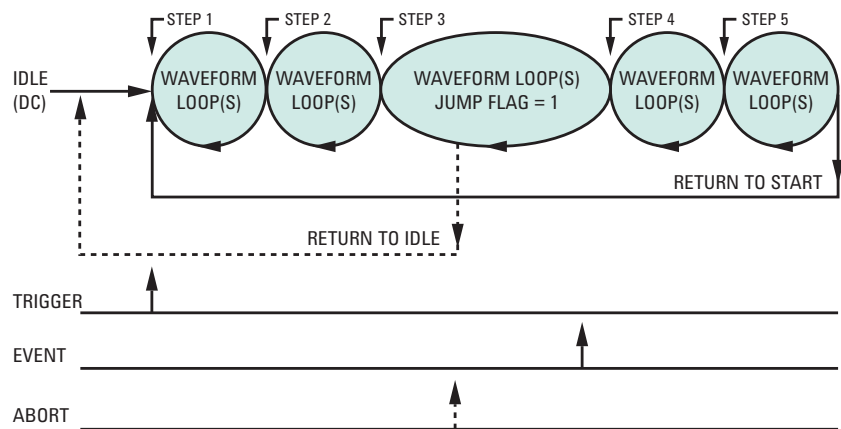 STEP 1
STEP 2
STEP 3
STEP 4
STEP 5
IDLE
(DC)
WAVEFORM
LOOP(S)
WAVEFORM
LOOP(S)
WAVEFORM LOOP(S)
JUMP FLAG = 1
WAVEFORM
LOOP(S)
WAVEFORM
LOOP(S)
RETURN TO START
RETURN TO IDLE
TRIGGER
EVENT
ABORT